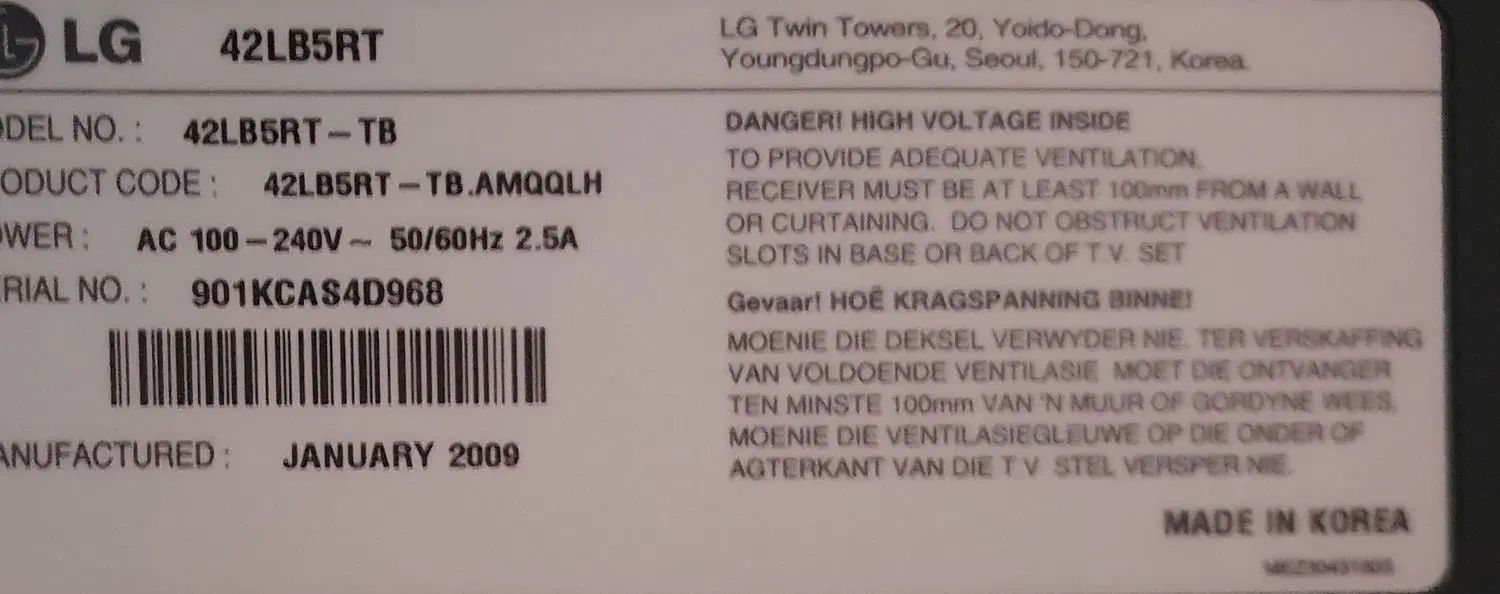 LG 42LB5RT
LG Twin Towers, 20, Yoido-Dong,
Youngdungpo-Gu, Seoul, 150-721, Korea.
ODEL NO. : 42LB5RT-TB
ODUCT CODE : 42LB5RT-TB.AMQQLH
OWER : AC 100-240V~ 50/60Hz 2.5A
ERIAL NO. : 901KCAS4D968
ANUFACTURED : JANUARY 2009
DANGER! HIGH VOLTAGE INSIDE
TO PROVIDE ADEQUATE VENTILATION,
RECEIVER MUST BE AT LEAST 100mm FROM A WALL
OR CURTAINING. DO NOT OBSTRUCT VENTILATION
SLOTS IN BASE OR BACK OF T.V. SET
Gevaar! HOË KRAGSPANNING BINNE!
MOENIE DIE DEKSEL VERWYDER NIE. TER VERSKAFFING
VAN VOLDOENDE VENTILASIE MOET DIE ONTVANGER
TEN MINSTE 100mm VAN 'N MUUR OF GORDYNE WEES.
MOENIE DIE VENTILASIEGLEUWE OP DIE ONDER OF
AGTERKANT VAN DIE T V STEL VERSPER NIE.
MADE IN KOREA